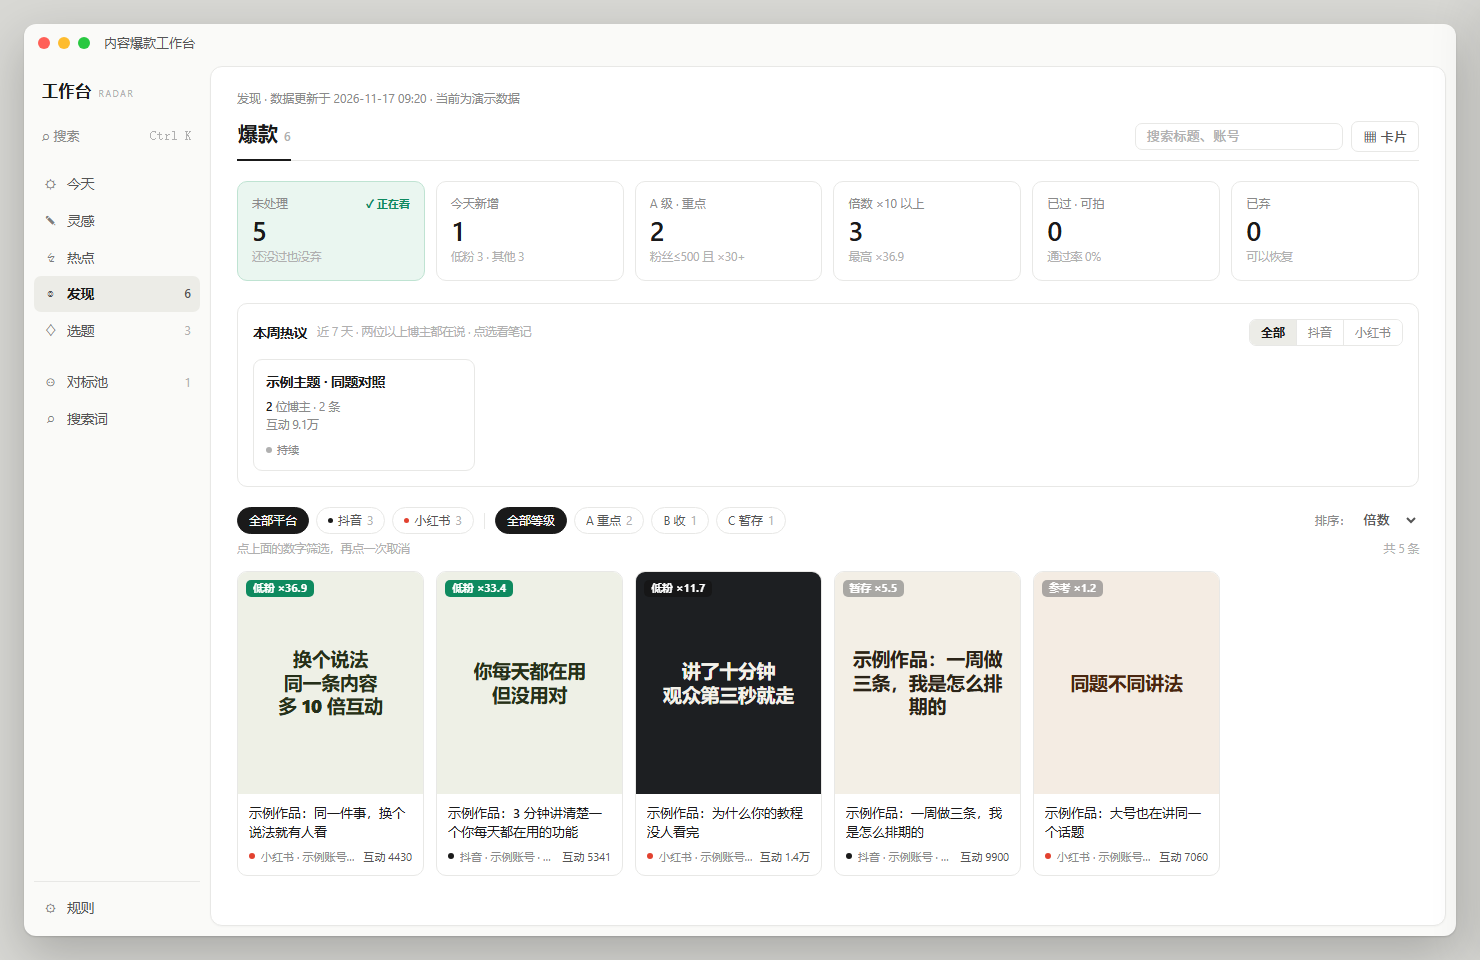 内容爆款工作台
工作台 RADAR
搜索 Ctrl K
今天
灵感
热点
发现 6
选题 3
对标池 1
搜索词
规则
发现 · 数据更新于 2026-11-17 09:20 · 当前为演示数据
爆款 6
搜索标题、账号
卡片
未处理 ✓ 正在看
5
还没过也没弃
今天新增
1
低粉 3 · 其他 3
A 级 · 重点
2
粉丝≤500 且 ×30+
倍数 ×10 以上
3
最高 ×36.9
已过 · 可拍
0
通过率 0%
已弃
0
可以恢复
本周热议 近 7 天 · 两位以上博主都在说 · 点选看笔记
全部 抖音 小红书
示例主题 · 同题对照
2 位博主 · 2 条
互动 9.1万
持续
全部平台 抖音 3 小红书 3 全部等级 A 重点 2 B 收 1 C 暂存 1
排序： 倍数
点上面的数字筛选，再点一次取消
共 5 条
低粉 ×36.9
换个说法
同一条内容
多 10 倍互动
示例作品：同一件事，换个
说法就有人看
小红书 · 示例账号... 互动 4430
低粉 ×33.4
你每天都在用
但没用对
示例作品：3 分钟讲清楚一
个你每天都在用的功能
抖音 · 示例账号 · ... 互动 5341
低粉 ×11.7
讲了十分钟
观众第三秒就走
示例作品：为什么你的教程
没人看完
小红书 · 示例账号... 互动 1.4万
暂存 ×5.5
示例作品：一周做
三条，我是怎么排
期的
示例作品：一周做三条，我
是怎么排期的
抖音 · 示例账号 · ... 互动 9900
参考 ×1.2
同题不同讲法
示例作品：大号也在讲同一
个话题
小红书 · 示例账号... 互动 7060